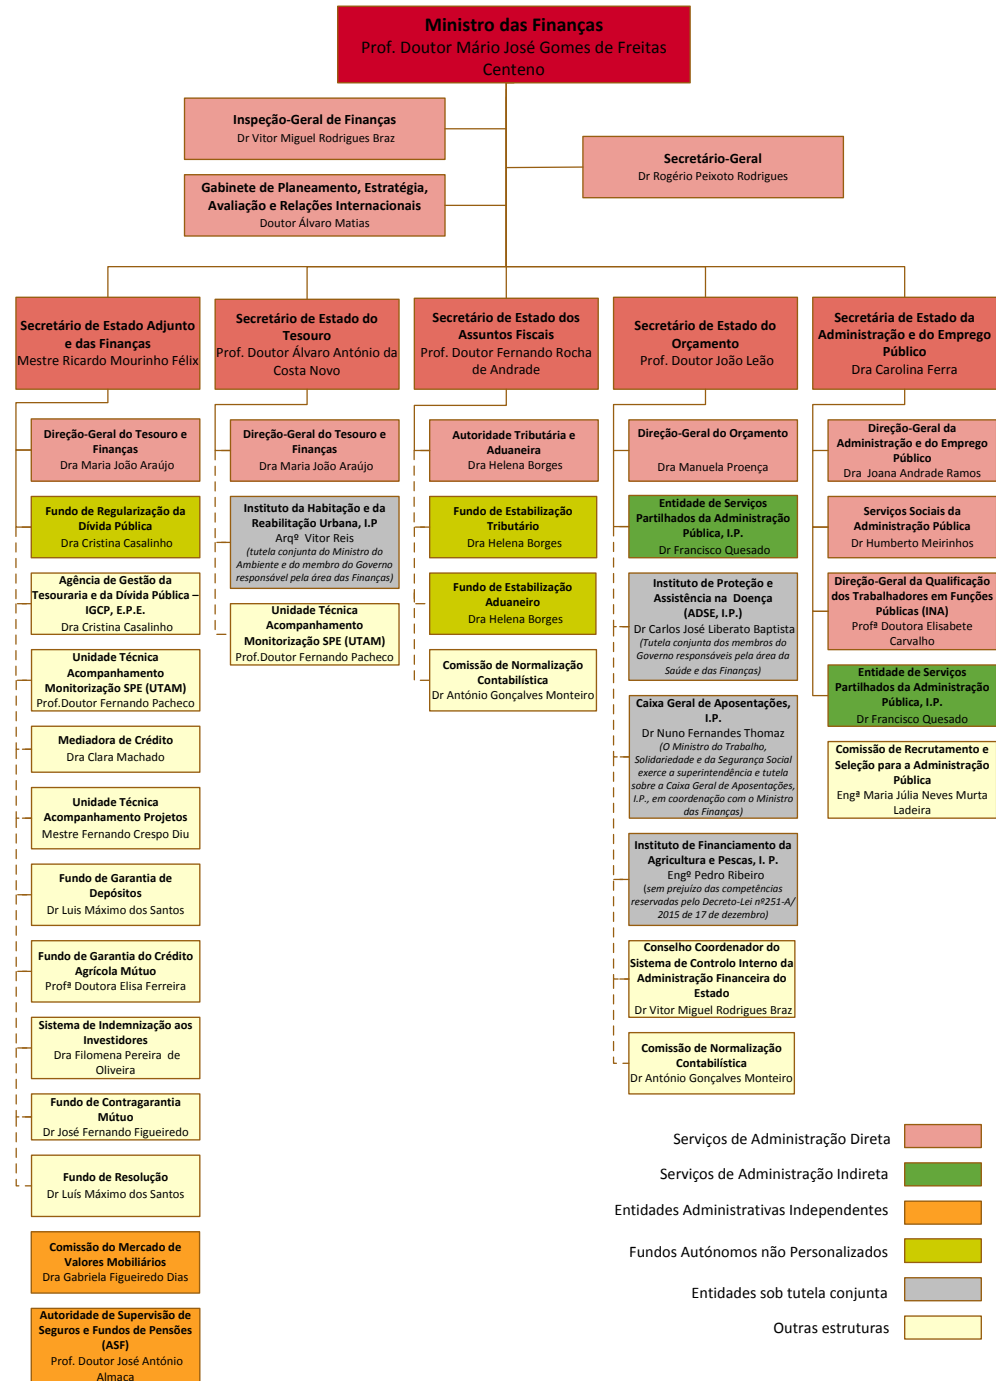 Ministro das Finanças
Prof. Doutor Mário José Gomes de Freitas
Centeno
Inspeção-Geral de Finanças
Dr Vitor Miguel Rodrigues Braz
Secretário-Geral
Dr Rogério Peixoto Rodrigues
Gabinete de Planeamento, Estratégia,
Avaliação e Relações Internacionais
Doutor Álvaro Matias
Secretário de Estado Adjunto
e das Finanças
Mestre Ricardo Mourinho Félix
Direção-Geral do Tesouro e
Finanças
Dra Maria João Araújo
Fundo de Regularização da
Dívida Pública
Dra Cristina Casalinho
Agência de Gestão da
Tesouraria e da Dívida Pública –
IGCP, E.P.E.
Dra Cristina Casalinho
Unidade Técnica
Acompanhamento
Monitorização SPE (UTAM)
Prof.Doutor Fernando Pacheco
Mediadora de Crédito
Dra Clara Machado
Unidade Técnica
Acompanhamento Projetos
Mestre Fernando Crespo Diu
Fundo de Garantia de
Depósitos
Dr Luis Máximo dos Santos
Fundo de Garantia do Crédito
Agrícola Mútuo
Profª Doutora Elisa Ferreira
Sistema de Indemnização aos
Investidores
Dra Filomena Pereira de
Oliveira
Fundo de Contragarantia
Mútuo
Dr José Fernando Figueiredo
Fundo de Resolução
Dr Luís Máximo dos Santos
Comissão do Mercado de
Valores Mobiliários
Dra Gabriela Figueiredo Dias
Autoridade de Supervisão de
Seguros e Fundos de Pensões
(ASF)
Prof. Doutor José António
Almaça
Secretário de Estado do
Tesouro
Prof. Doutor Álvaro António da
Costa Novo
Direção-Geral do Tesouro e
Finanças
Dra Maria João Araújo
Instituto da Habitação e da
Reabilitação Urbana, I.P
Arqº Vitor Reis
(tutela conjunta do Ministro do
Ambiente e do membro do Governo
responsável pela área das Finanças)
Unidade Técnica
Acompanhamento
Monitorização SPE (UTAM)
Prof.Doutor Fernando Pacheco
Secretário de Estado dos
Assuntos Fiscais
Prof. Doutor Fernando Rocha
de Andrade
Autoridade Tributária e
Aduaneira
Dra Helena Borges
Fundo de Estabilização
Tributário
Dra Helena Borges
Fundo de Estabilização
Aduaneiro
Dra Helena Borges
Comissão de Normalização
Contabilística
Dr António Gonçalves Monteiro
Secretário de Estado do
Orçamento
Prof. Doutor João Leão
Direção-Geral do Orçamento
Dra Manuela Proença
Entidade de Serviços
Partilhados da Administração
Pública, I.P.
Dr Francisco Quesado
Instituto de Proteção e
Assistência na Doença
(ADSE, I.P.)
Dr Carlos José Liberato Baptista
(Tutela conjunta dos membros do
Governo responsáveis pela área da
Saúde e das Finanças)
Caixa Geral de Aposentações,
I.P.
Dr Nuno Fernandes Thomaz
(O Ministro do Trabalho,
Solidariedade e da Segurança Social
exerce a superintendência e tutela
sobre a Caixa Geral de Aposentações,
I.P., em coordenação com o Ministro
das Finanças)
Instituto de Financiamento da
Agricultura e Pescas, I. P.
Engº Pedro Ribeiro
(sem prejuízo das competências
reservadas pelo Decreto-Lei nº251-A/
2015 de 17 de dezembro)
Conselho Coordenador do
Sistema de Controlo Interno da
Administração Financeira do
Estado
Dr Vitor Miguel Rodrigues Braz
Comissão de Normalização
Contabilística
Dr António Gonçalves Monteiro
Secretária de Estado da
Administração e do Emprego
Público
Dra Carolina Ferra
Direção-Geral da
Administração e do Emprego
Público
Dra Joana Andrade Ramos
Serviços Sociais da
Administração Pública
Dr Humberto Meirinhos
Direção-Geral da Qualificação
dos Trabalhadores em Funções
Públicas (INA)
Profª Doutora Elisabete
Carvalho
Entidade de Serviços
Partilhados da Administração
Pública, I.P.
Dr Francisco Quesado
Comissão de Recrutamento e
Seleção para a Administração
Pública
Engª Maria Júlia Neves Murta
Ladeira
Serviços de Administração Direta
Serviços de Administração Indireta
Entidades Administrativas Independentes
Fundos Autónomos não Personalizados
Entidades sob tutela conjunta
Outras estruturas